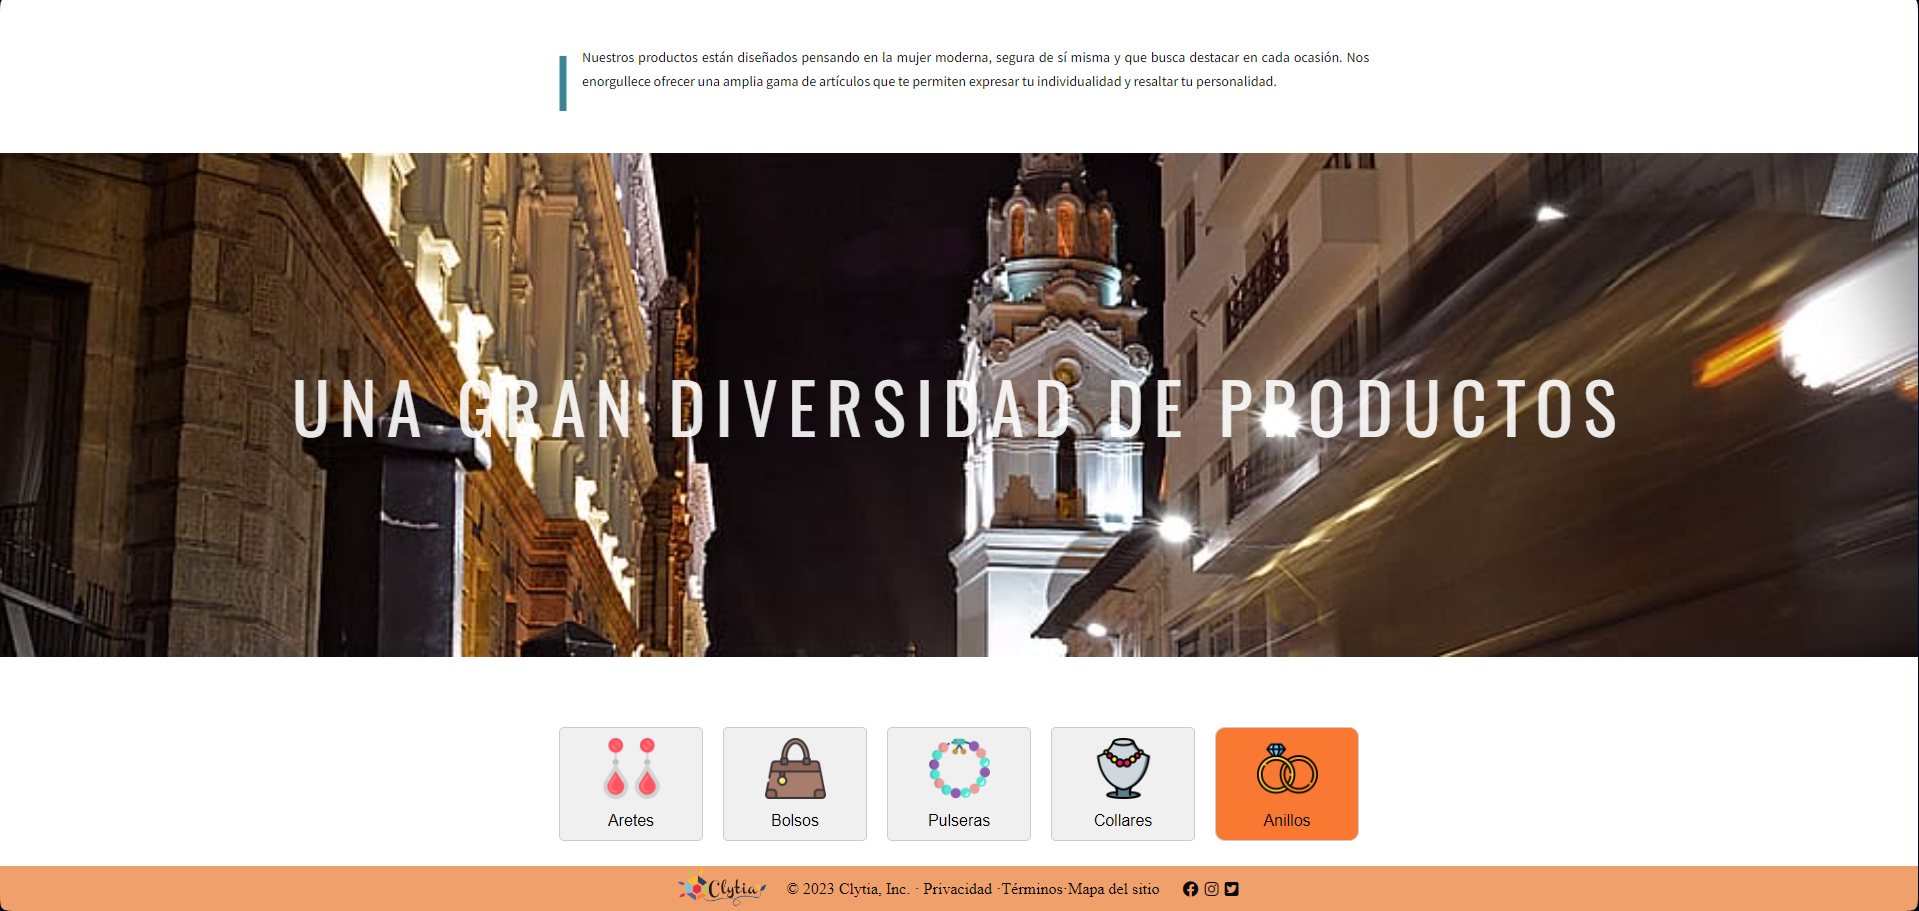 Nuestros productos están diseñados pensando en la mujer moderna, segura de sí misma y que busca destacar en cada ocasión. Nos
enorgullece ofrecer una amplia gama de artículos que te permiten expresar tu individualidad y resaltar tu personalidad.
UNA GRAN DIVERSIDAD DE PRODUCTOS
Aretes
Bolsos
Pulseras
Collares
Anillos
Clytia © 2023 Clytia, Inc. · Privacidad ·Términos·Mapa del sitio